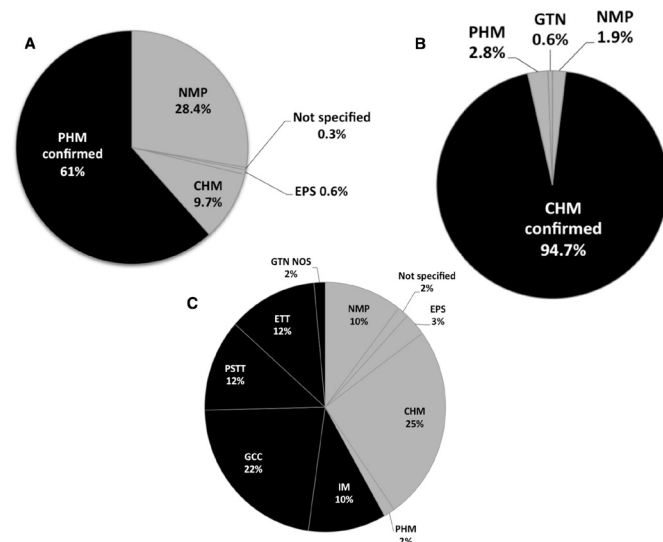 A
NMP
28.4%
Not specified
0.3%
EPS 0.6%
CHM
9.7%
PHM
confirmed
61%
B
PHM
2.8%
GTN
0.6%
NMP
1.9%
CHM
confirmed
94.7%
C
GTN NOS
2%
NMP
10%
Not specified
2%
EPS
3%
CHM
25%
PHM
2%
IM
10%
GCC
22%
PSTT
12%
ETT
12%